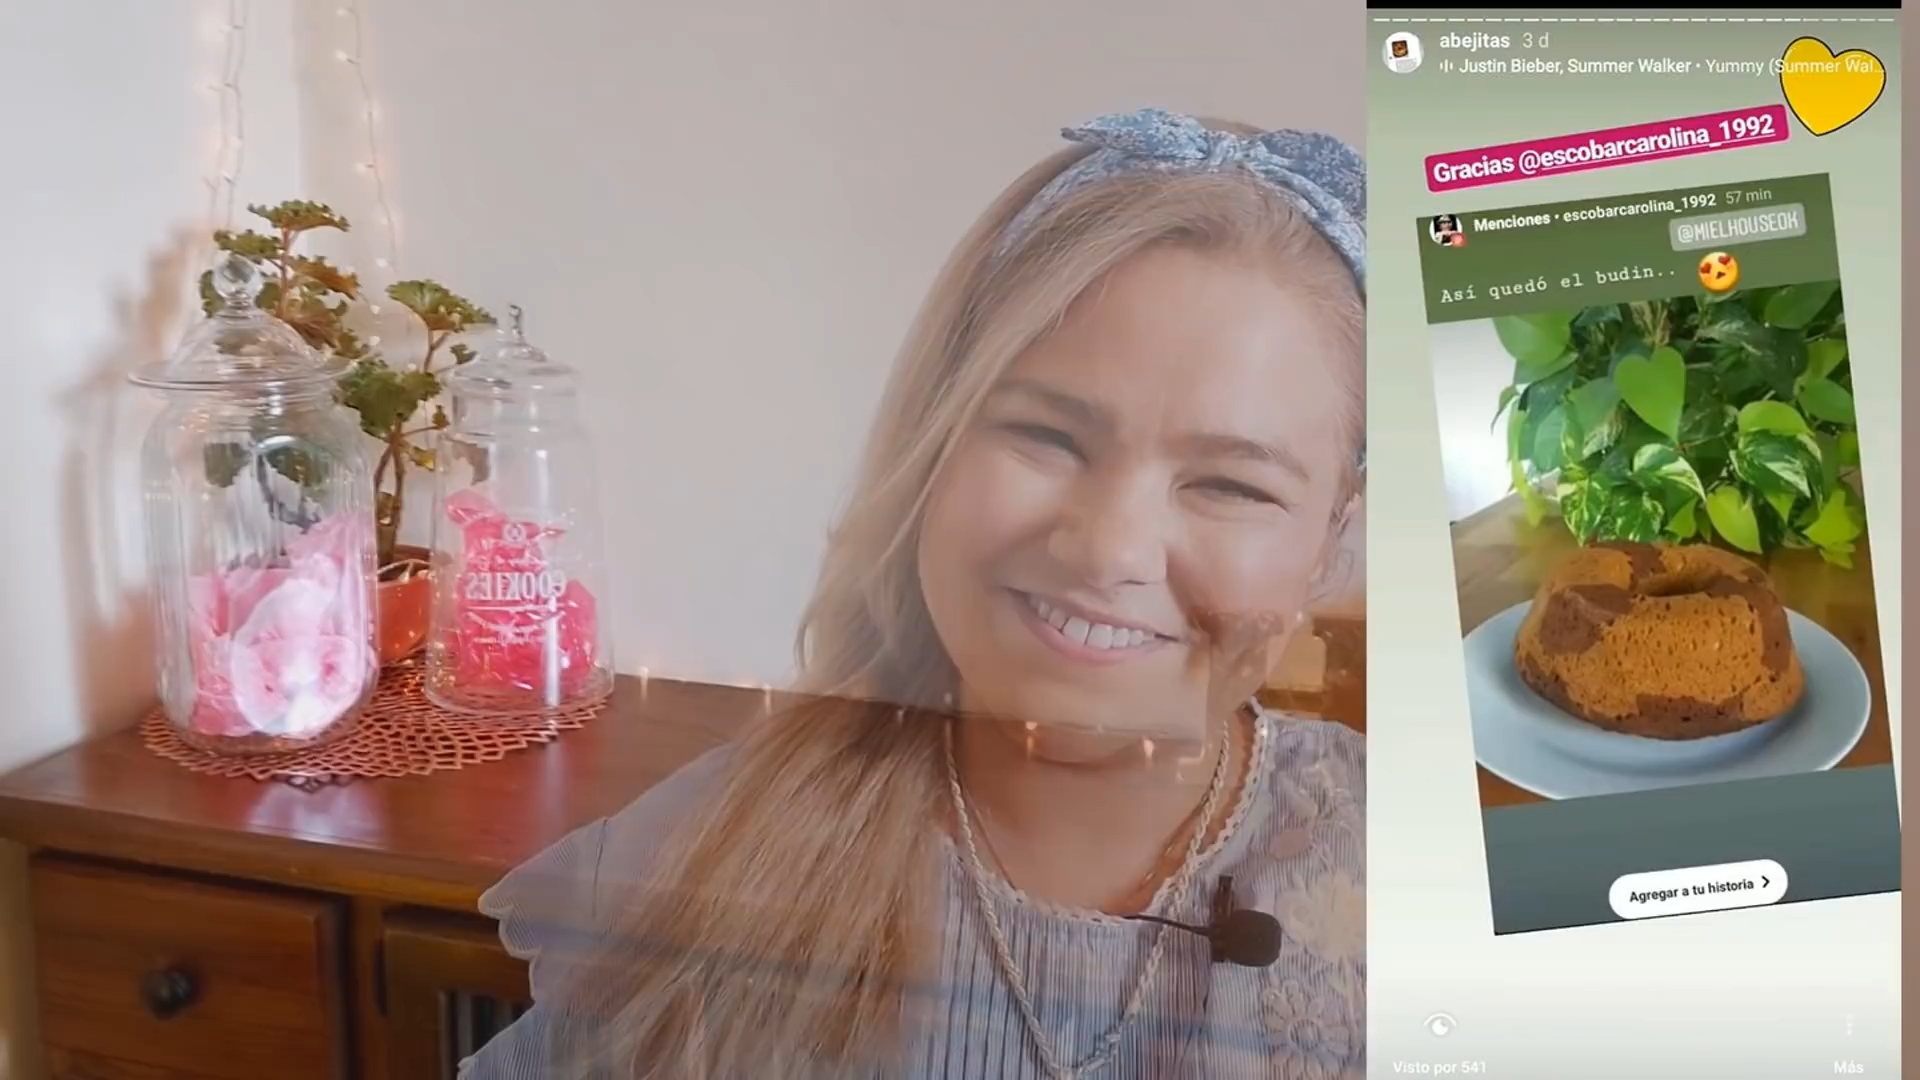 COOKIES
abejitas 3 d
Justin Bieber, Summer Walker • Yummy (Summer Wal...
Gracias @escobarcarolina_1992
Menciones • escobarcarolina_1992 57 min
@MIELHOUSEOK
Así quedó el budin..
Agregar a tu historia
Visto por 541
Más